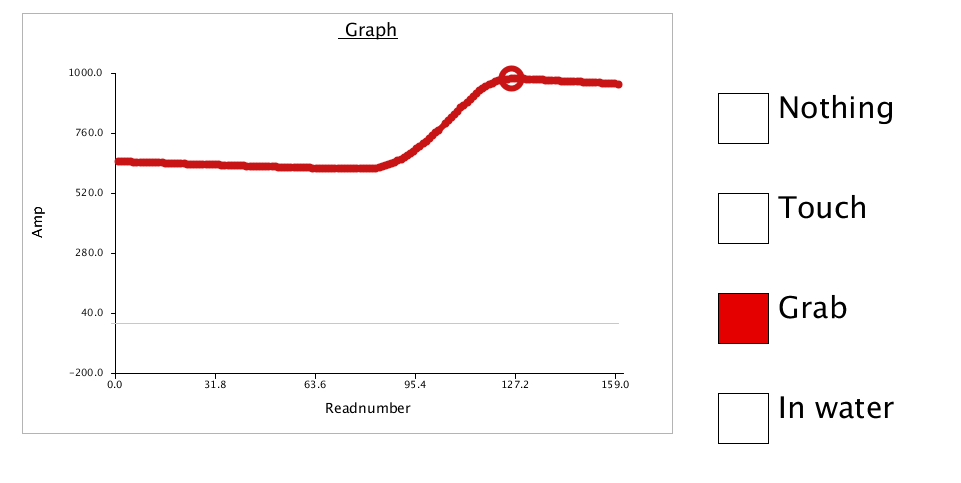 Graph
1000.0
760.0
520.0
280.0
40.0
-200.0
Amp
0.0 31.8 63.6 95.4 127.2 159.0
Readnumber
Nothing
Touch
Grab
In water